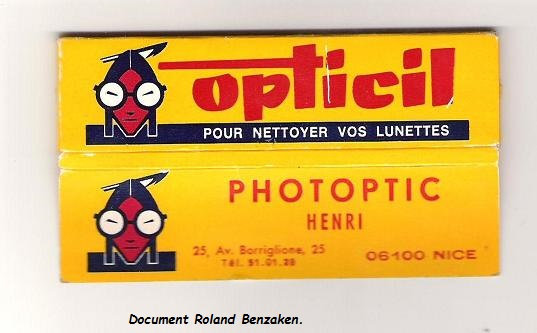 opticil
POUR NETTOYER VOS LUNETTES
PHOTOPTIC
HENRI
25, Av. Borriglione, 25
Tél. 51.01.28
06100 NICE
Document Roland Benzaken.